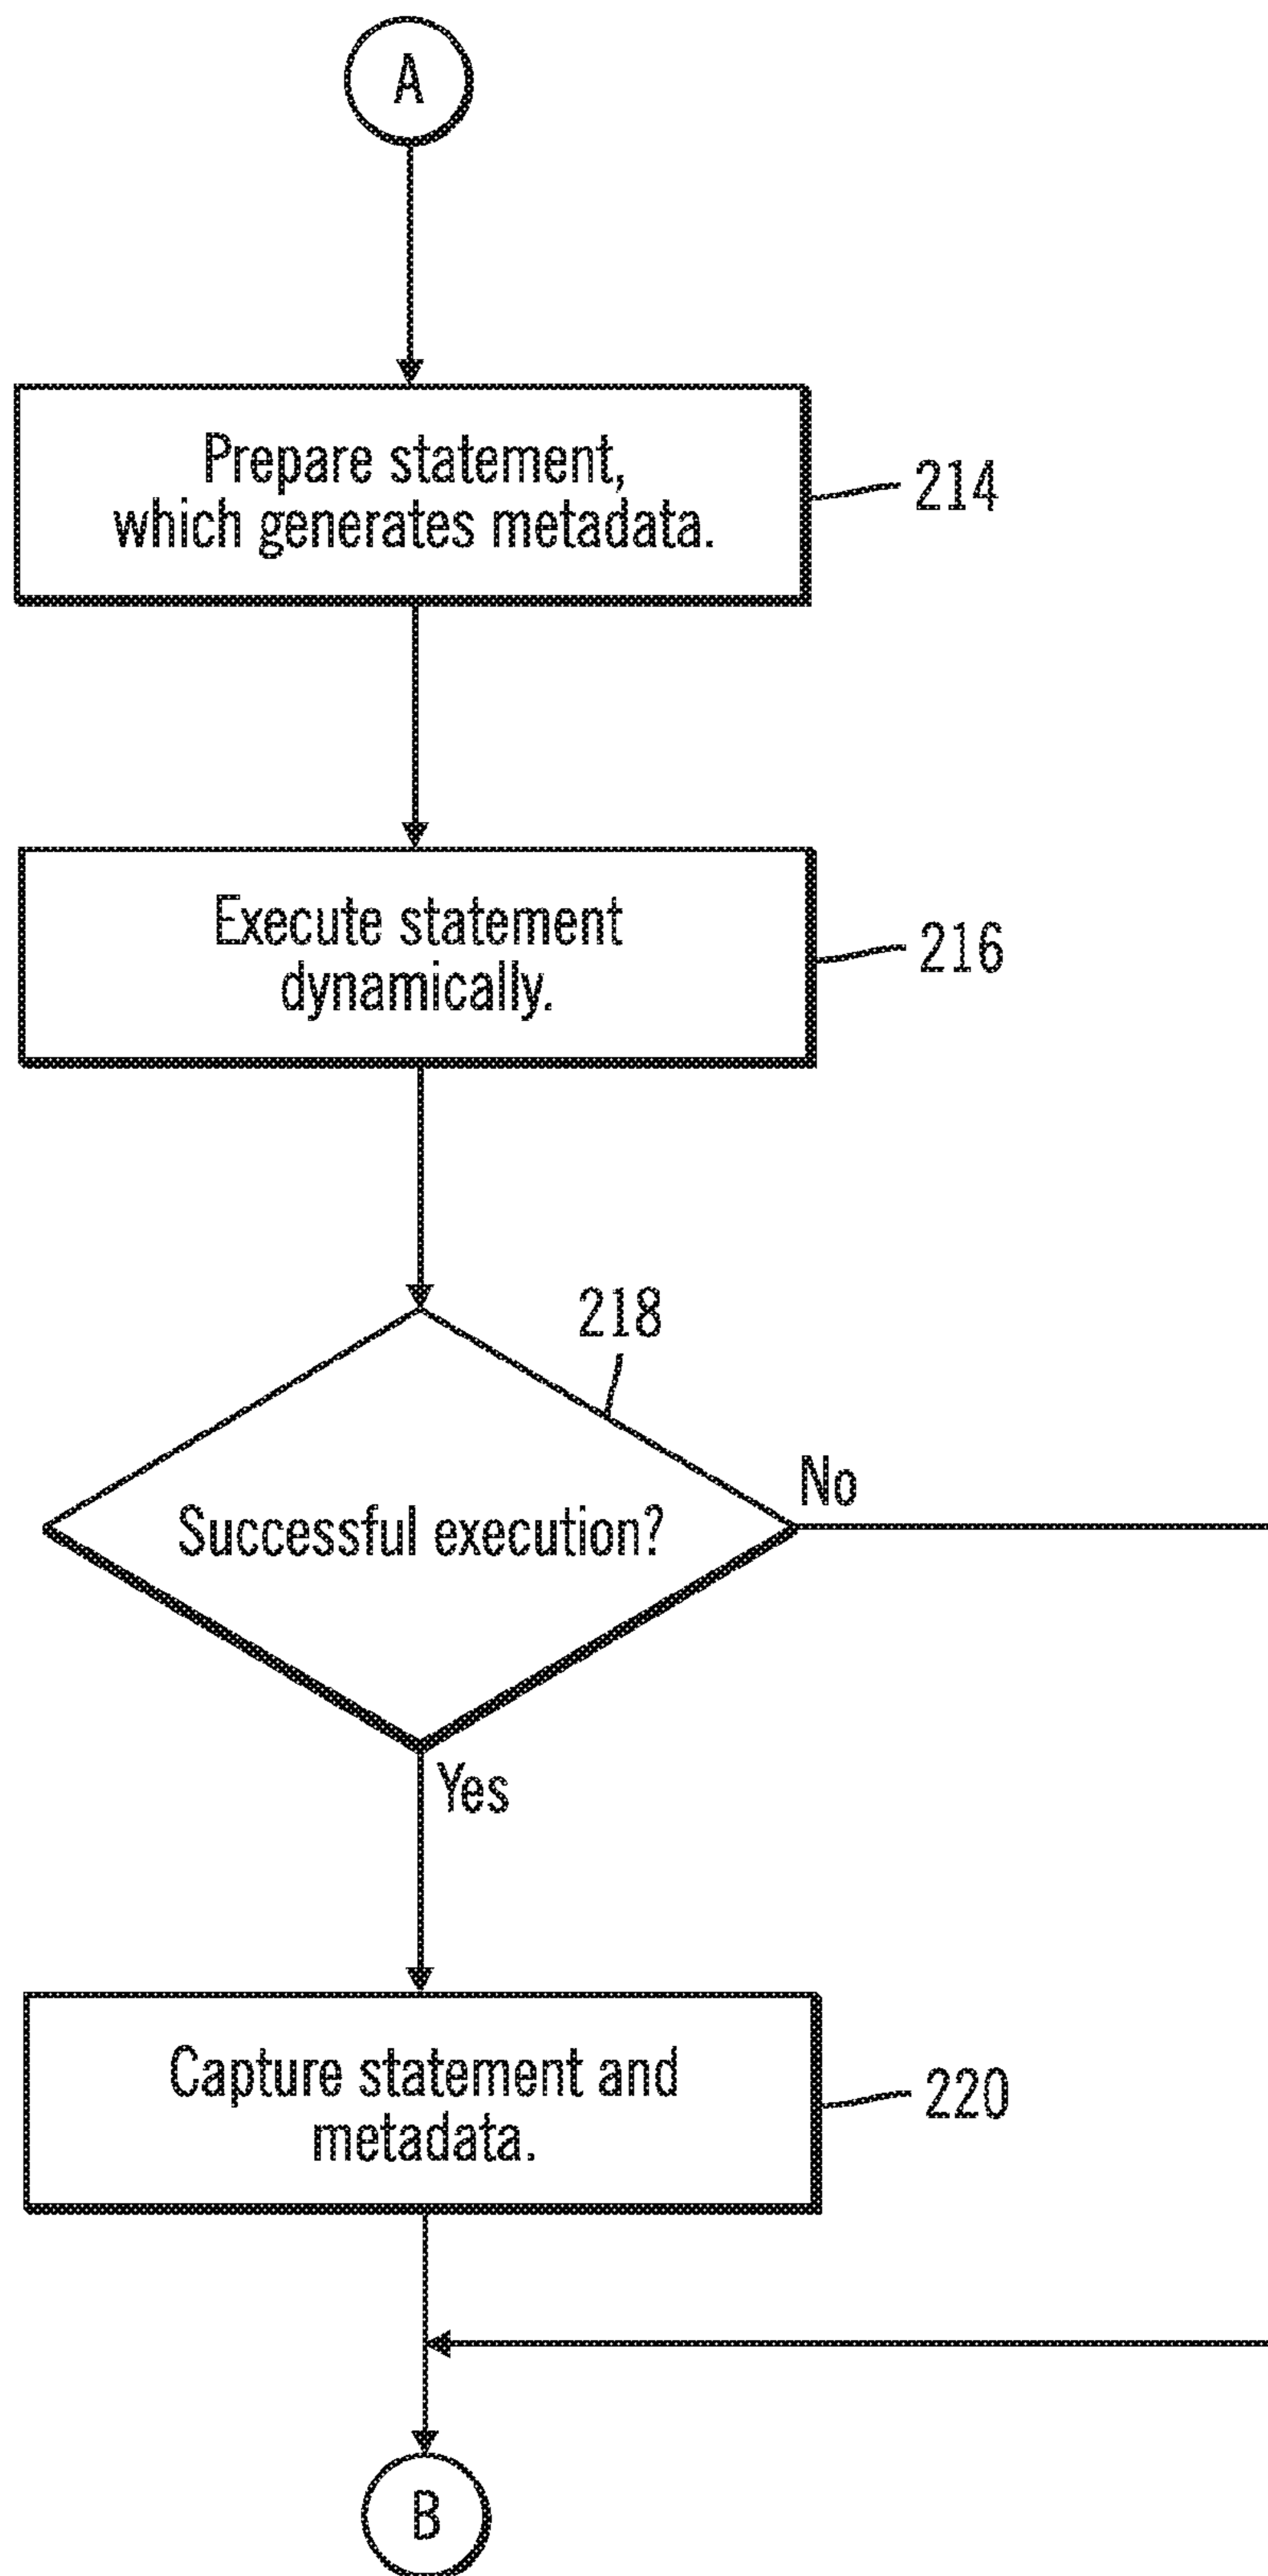 A
Prepare statement,
which generates metadata.
214
Execute statement
dynamically.
216
218
Successful execution?
No
Yes
Capture statement and
metadata.
220
B